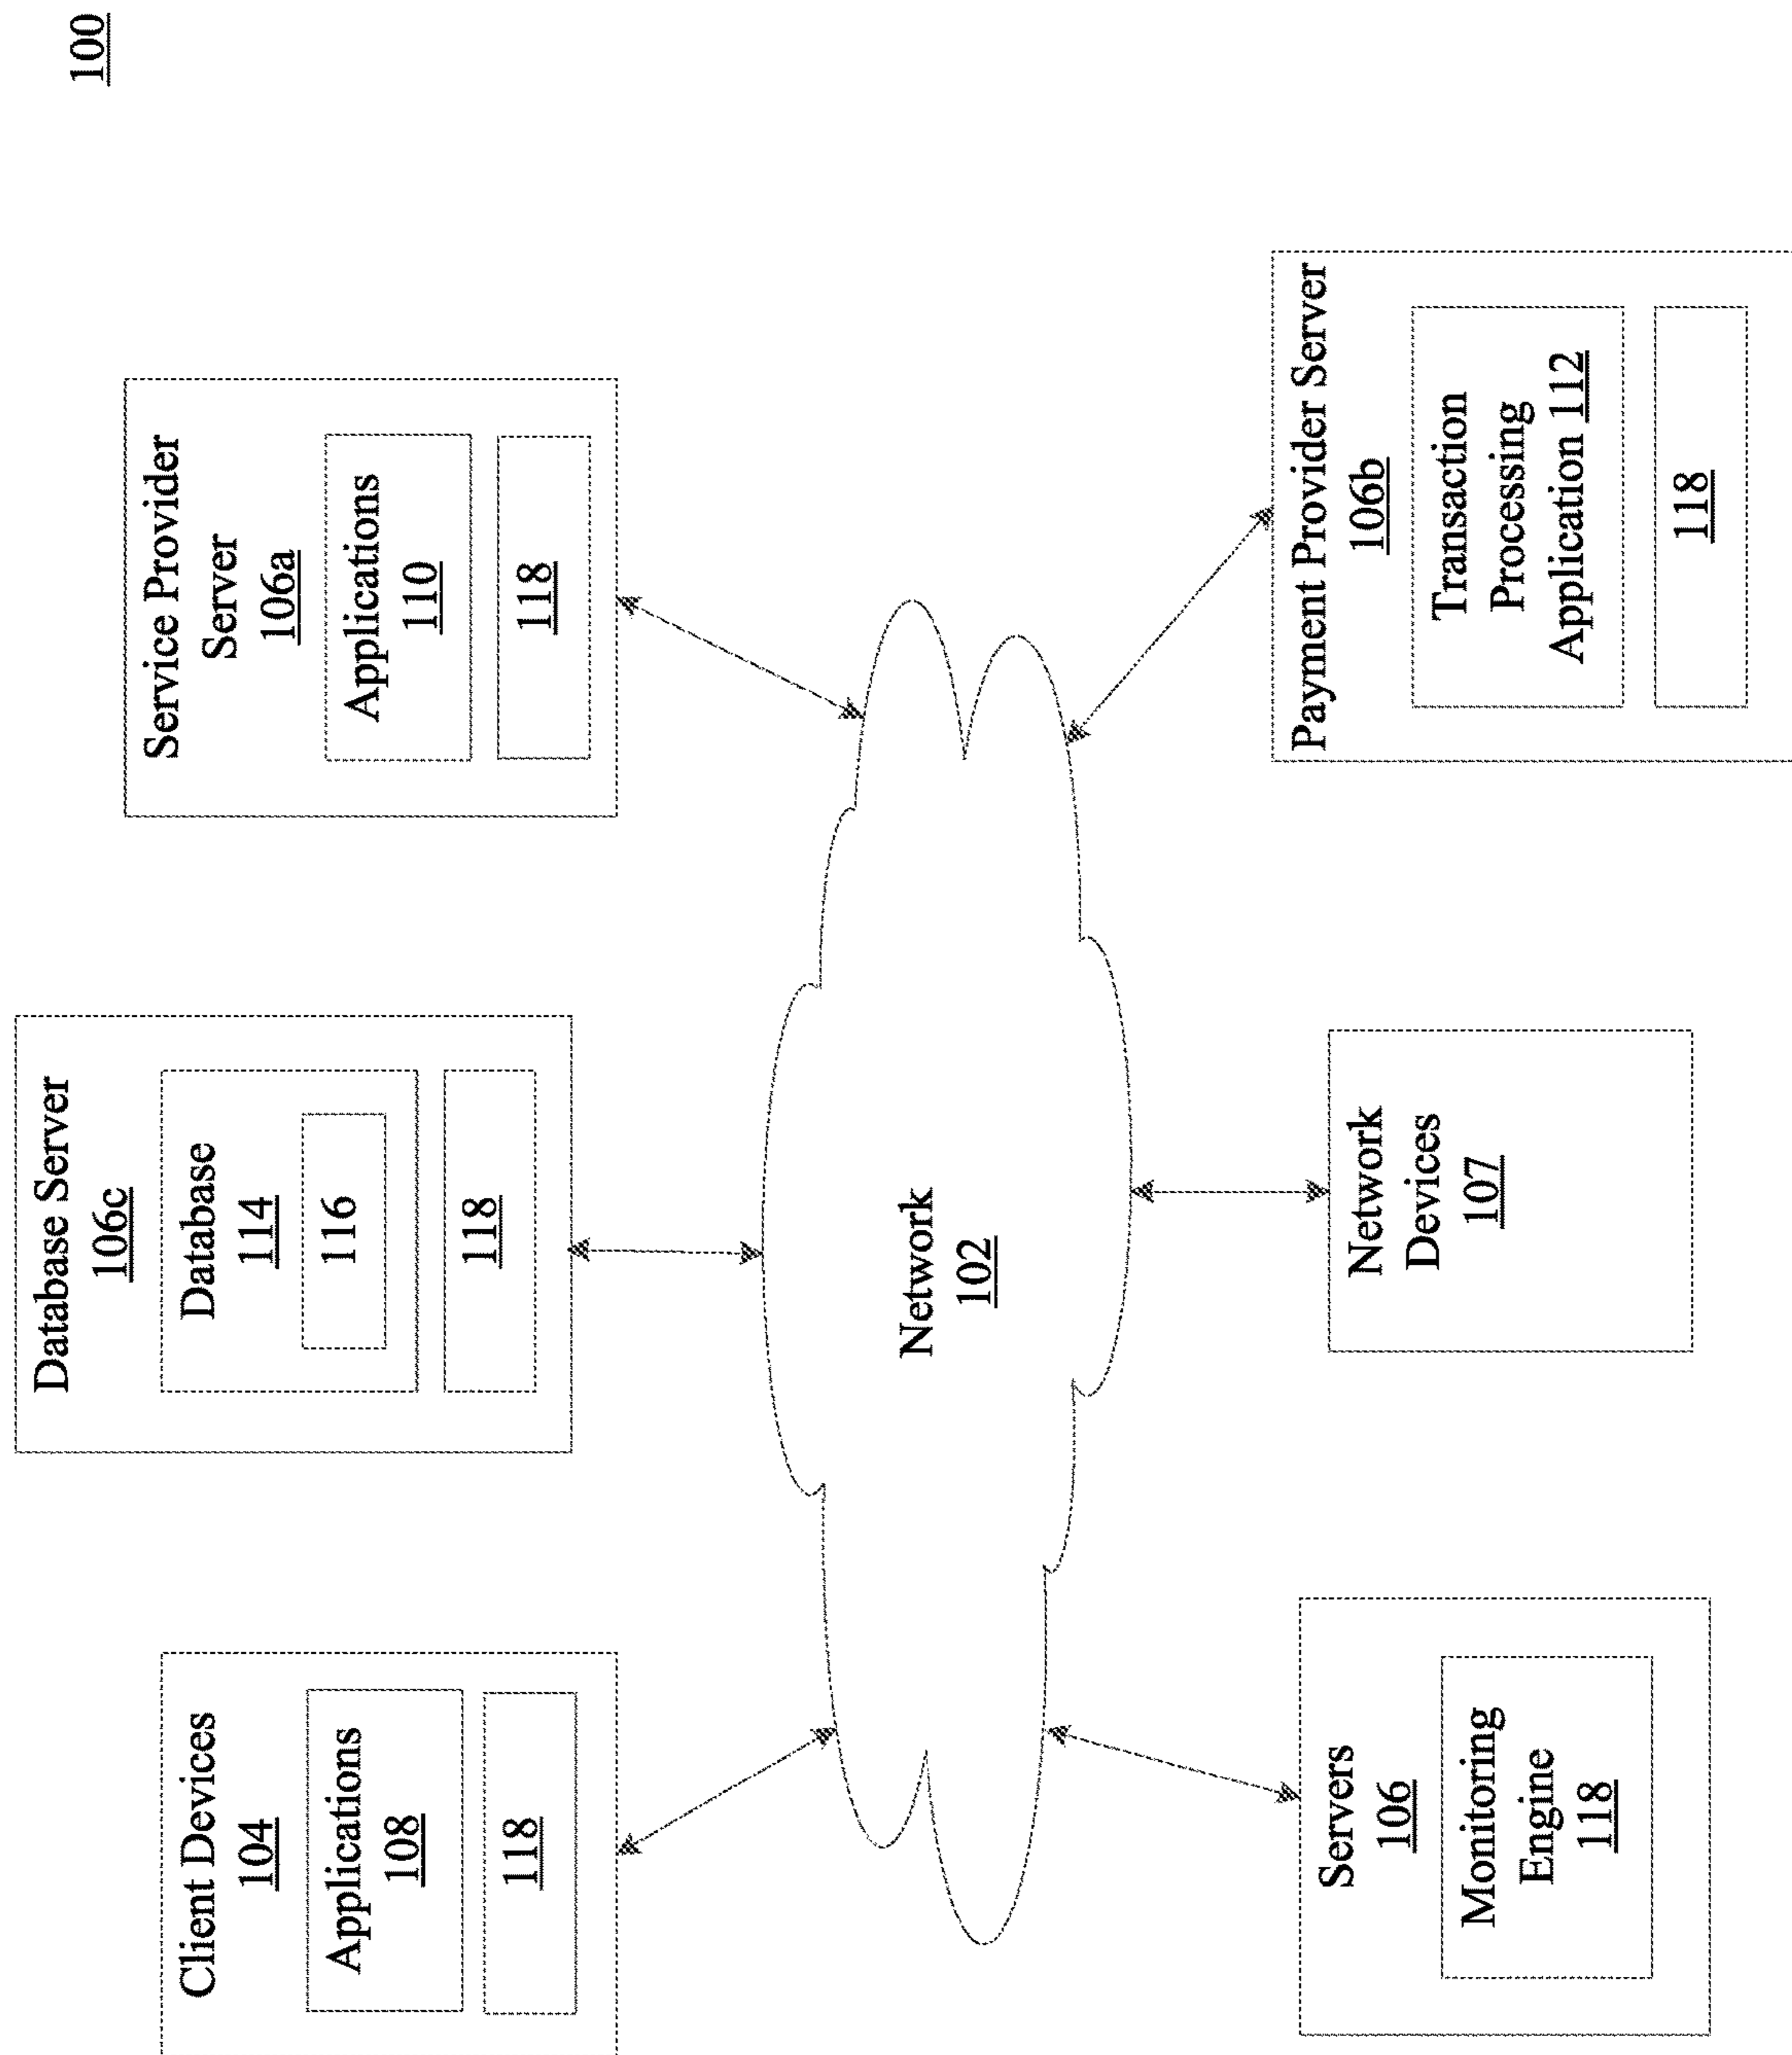 100
Client Devices
104
Applications
108
118
Database Server
106c
Database
114
116
118
Service Provider
Server
106a
Applications
110
118
Network
102
Servers
106
Monitoring
Engine
118
Network
Devices
107
Payment Provider Server
106b
Transaction
Processing
Application 112
118